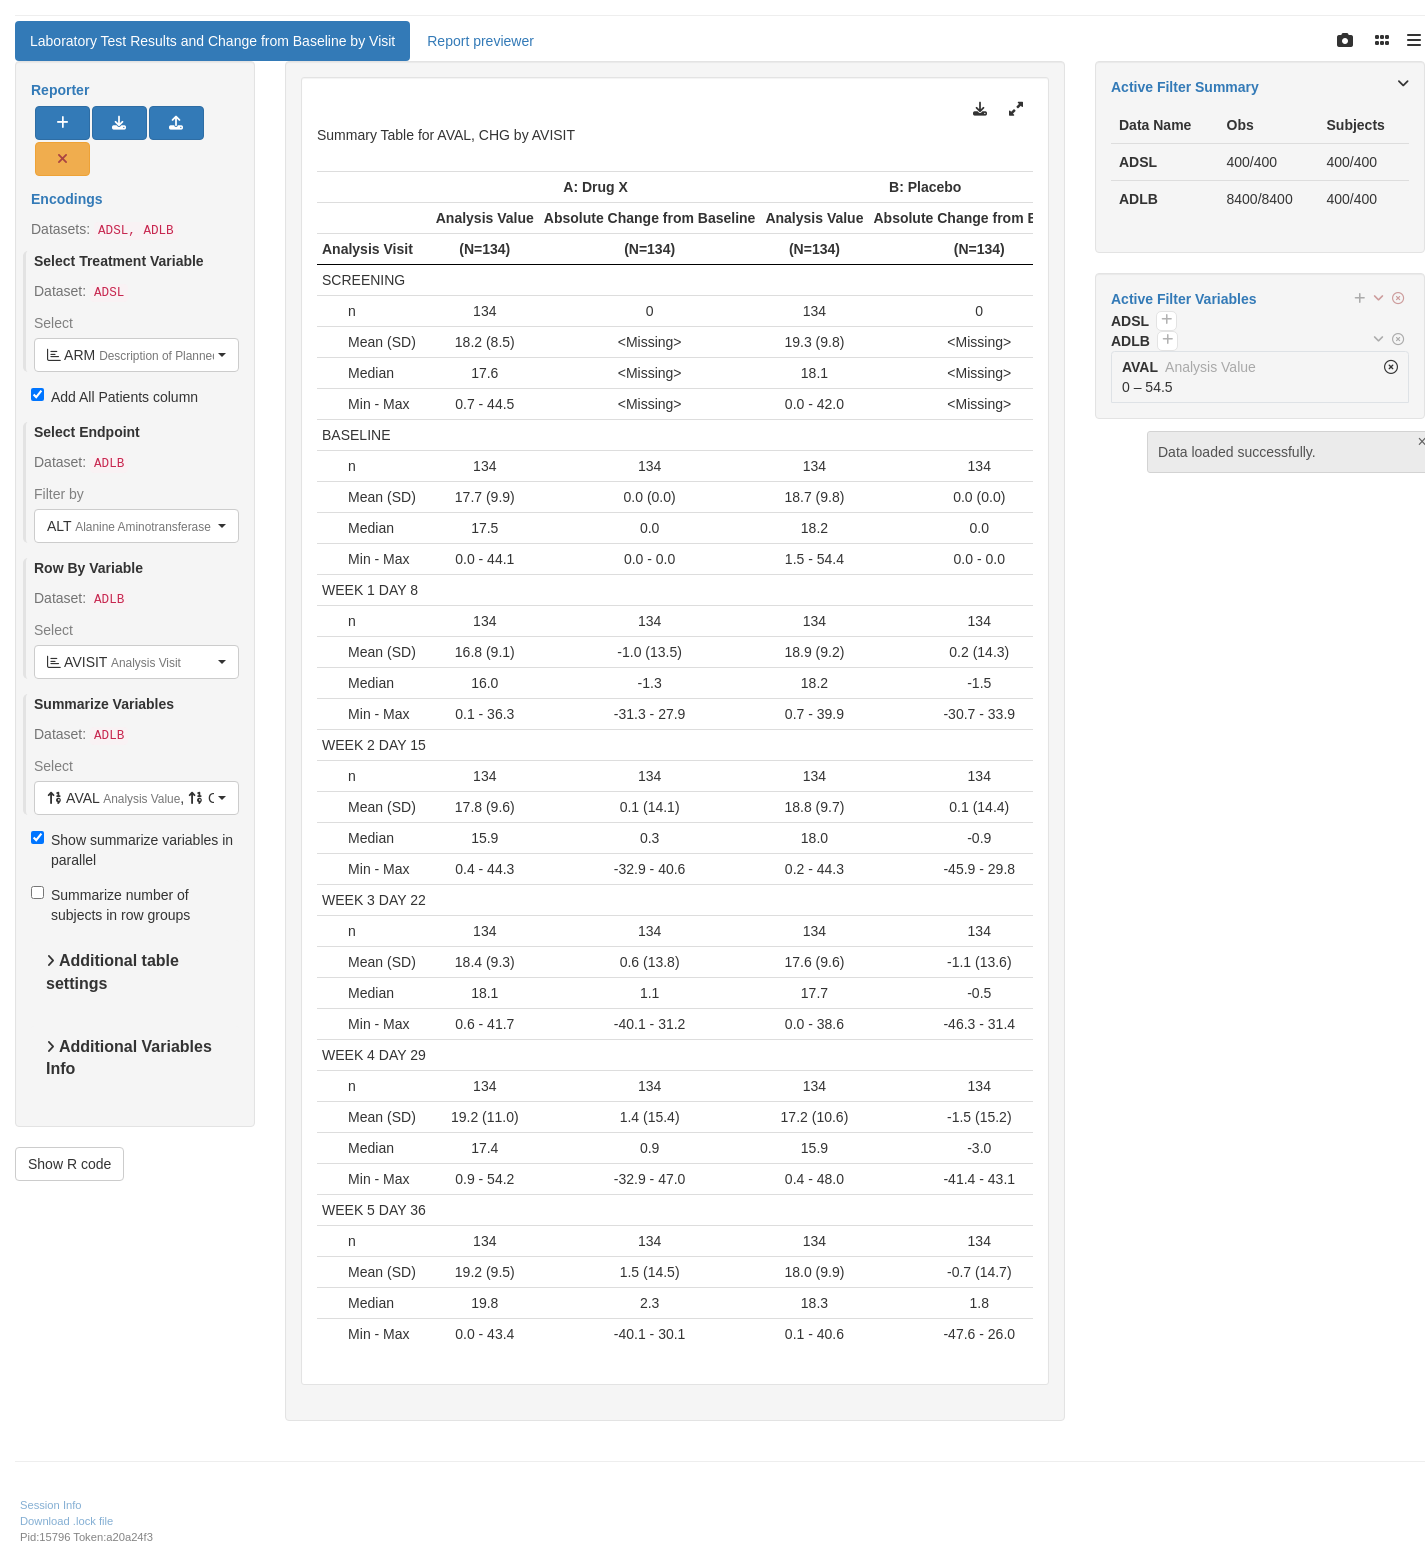 Laboratory Test Results and Change from Baseline by Visit
Report previewer
Reporter
Encodings
Datasets: ADSL, ADLB
Select Treatment Variable
Dataset: ADSL
Select
ARM Description of Planned
Add All Patients column
Select Endpoint
Dataset: ADLB
Filter by
ALT Alanine Aminotransferase
Row By Variable
Dataset: ADLB
Select
AVISIT Analysis Visit
Summarize Variables
Dataset: ADLB
Select
AVAL Analysis Value, C
Show summarize variables in
parallel
Summarize number of
subjects in row groups
Additional table
settings
Additional Variables
Info
Show R code
Summary Table for AVAL, CHG by AVISIT
A: Drug X B: Placebo
Analysis Value Absolute Change from Baseline Analysis Value Absolute Change from B
Analysis Visit (N=134) (N=134) (N=134) (N=134)
SCREENING
n 134 0 134 0
Mean (SD) 18.2 (8.5) <Missing> 19.3 (9.8) <Missing>
Median 17.6 <Missing> 18.1 <Missing>
Min - Max 0.7 - 44.5 <Missing> 0.0 - 42.0 <Missing>
BASELINE
n 134 134 134 134
Mean (SD) 17.7 (9.9) 0.0 (0.0) 18.7 (9.8) 0.0 (0.0)
Median 17.5 0.0 18.2 0.0
Min - Max 0.0 - 44.1 0.0 - 0.0 1.5 - 54.4 0.0 - 0.0
WEEK 1 DAY 8
n 134 134 134 134
Mean (SD) 16.8 (9.1) -1.0 (13.5) 18.9 (9.2) 0.2 (14.3)
Median 16.0 -1.3 18.2 -1.5
Min - Max 0.1 - 36.3 -31.3 - 27.9 0.7 - 39.9 -30.7 - 33.9
WEEK 2 DAY 15
n 134 134 134 134
Mean (SD) 17.8 (9.6) 0.1 (14.1) 18.8 (9.7) 0.1 (14.4)
Median 15.9 0.3 18.0 -0.9
Min - Max 0.4 - 44.3 -32.9 - 40.6 0.2 - 44.3 -45.9 - 29.8
WEEK 3 DAY 22
n 134 134 134 134
Mean (SD) 18.4 (9.3) 0.6 (13.8) 17.6 (9.6) -1.1 (13.6)
Median 18.1 1.1 17.7 -0.5
Min - Max 0.6 - 41.7 -40.1 - 31.2 0.0 - 38.6 -46.3 - 31.4
WEEK 4 DAY 29
n 134 134 134 134
Mean (SD) 19.2 (11.0) 1.4 (15.4) 17.2 (10.6) -1.5 (15.2)
Median 17.4 0.9 15.9 -3.0
Min - Max 0.9 - 54.2 -32.9 - 47.0 0.4 - 48.0 -41.4 - 43.1
WEEK 5 DAY 36
n 134 134 134 134
Mean (SD) 19.2 (9.5) 1.5 (14.5) 18.0 (9.9) -0.7 (14.7)
Median 19.8 2.3 18.3 1.8
Min - Max 0.0 - 43.4 -40.1 - 30.1 0.1 - 40.6 -47.6 - 26.0
Active Filter Summary
Data Name Obs Subjects
ADSL 400/400 400/400
ADLB 8400/8400 400/400
Active Filter Variables
ADSL
ADLB
AVAL Analysis Value
0 – 54.5
Data loaded successfully.
Session Info
Download .lock file
Pid:15796 Token:a20a24f3